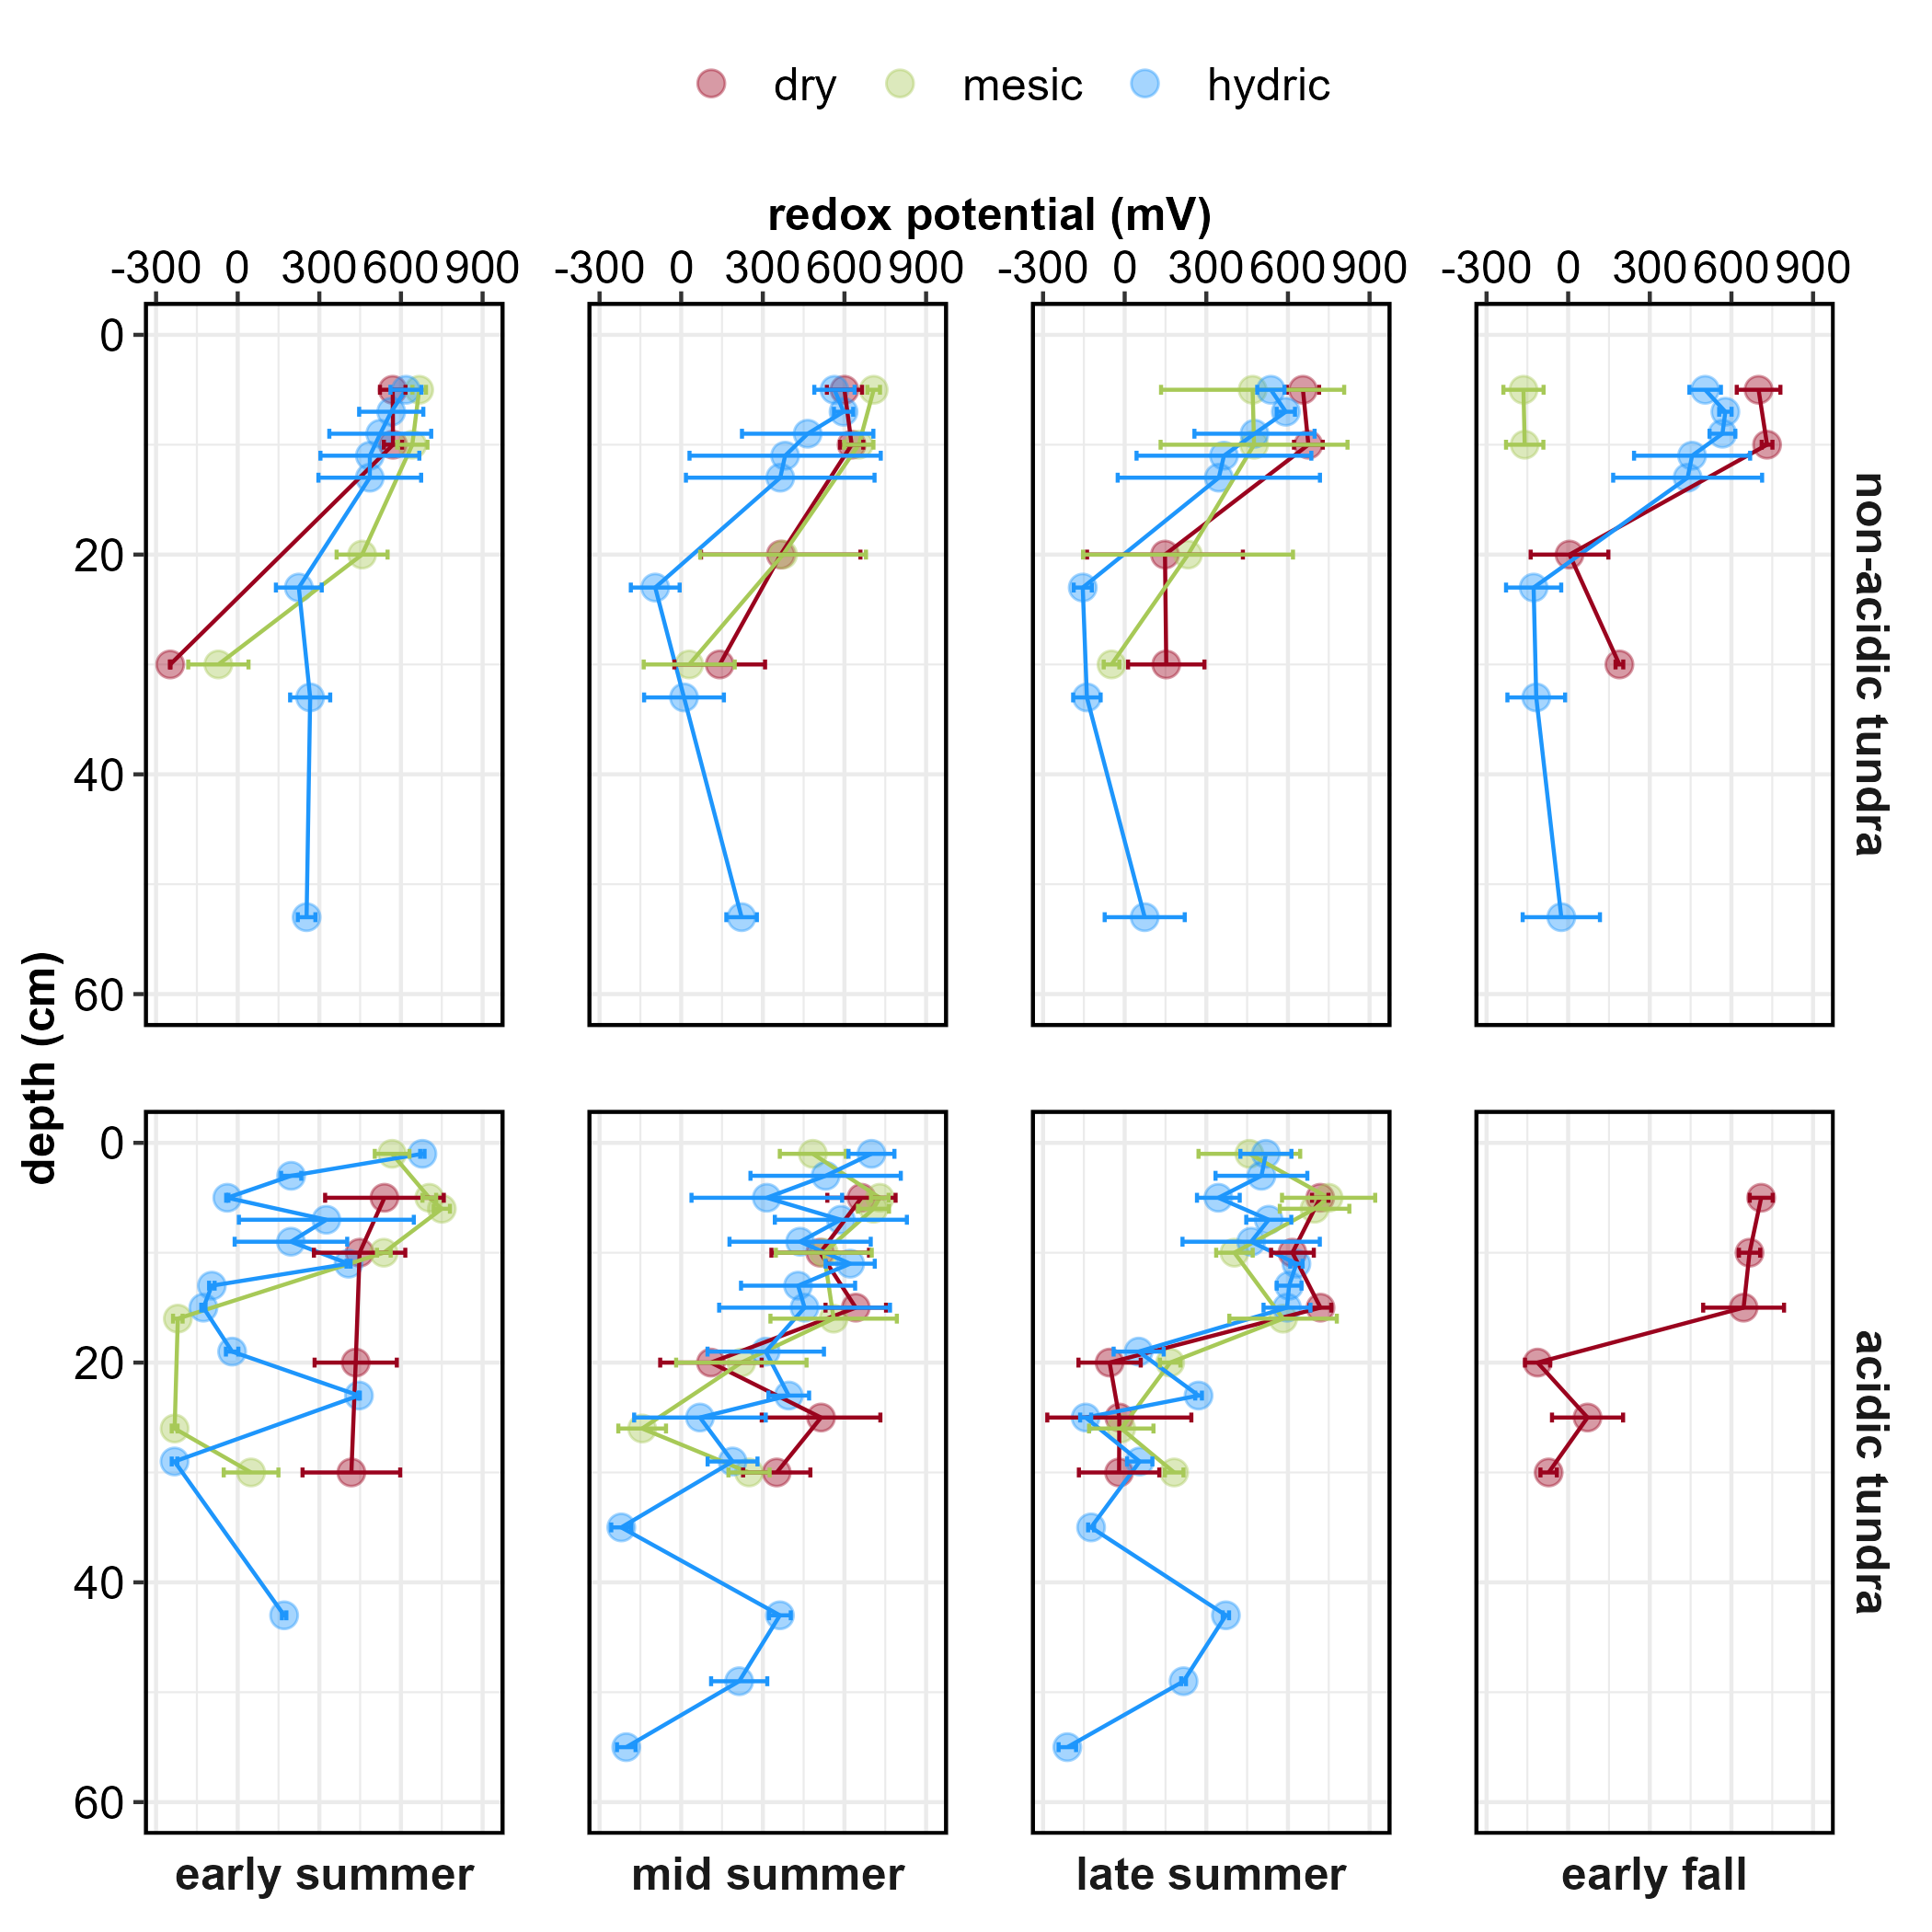 dry mesic hydric
redox potential (mV)
-300 0 300 600 900 -300 0 300 600 900 -300 0 300 600 900 -300 0 300 600 900
0
20
40
60
non-acidic tundra
depth (cm)
0
20
40
60
acidic tundra
early summer mid summer late summer early fall